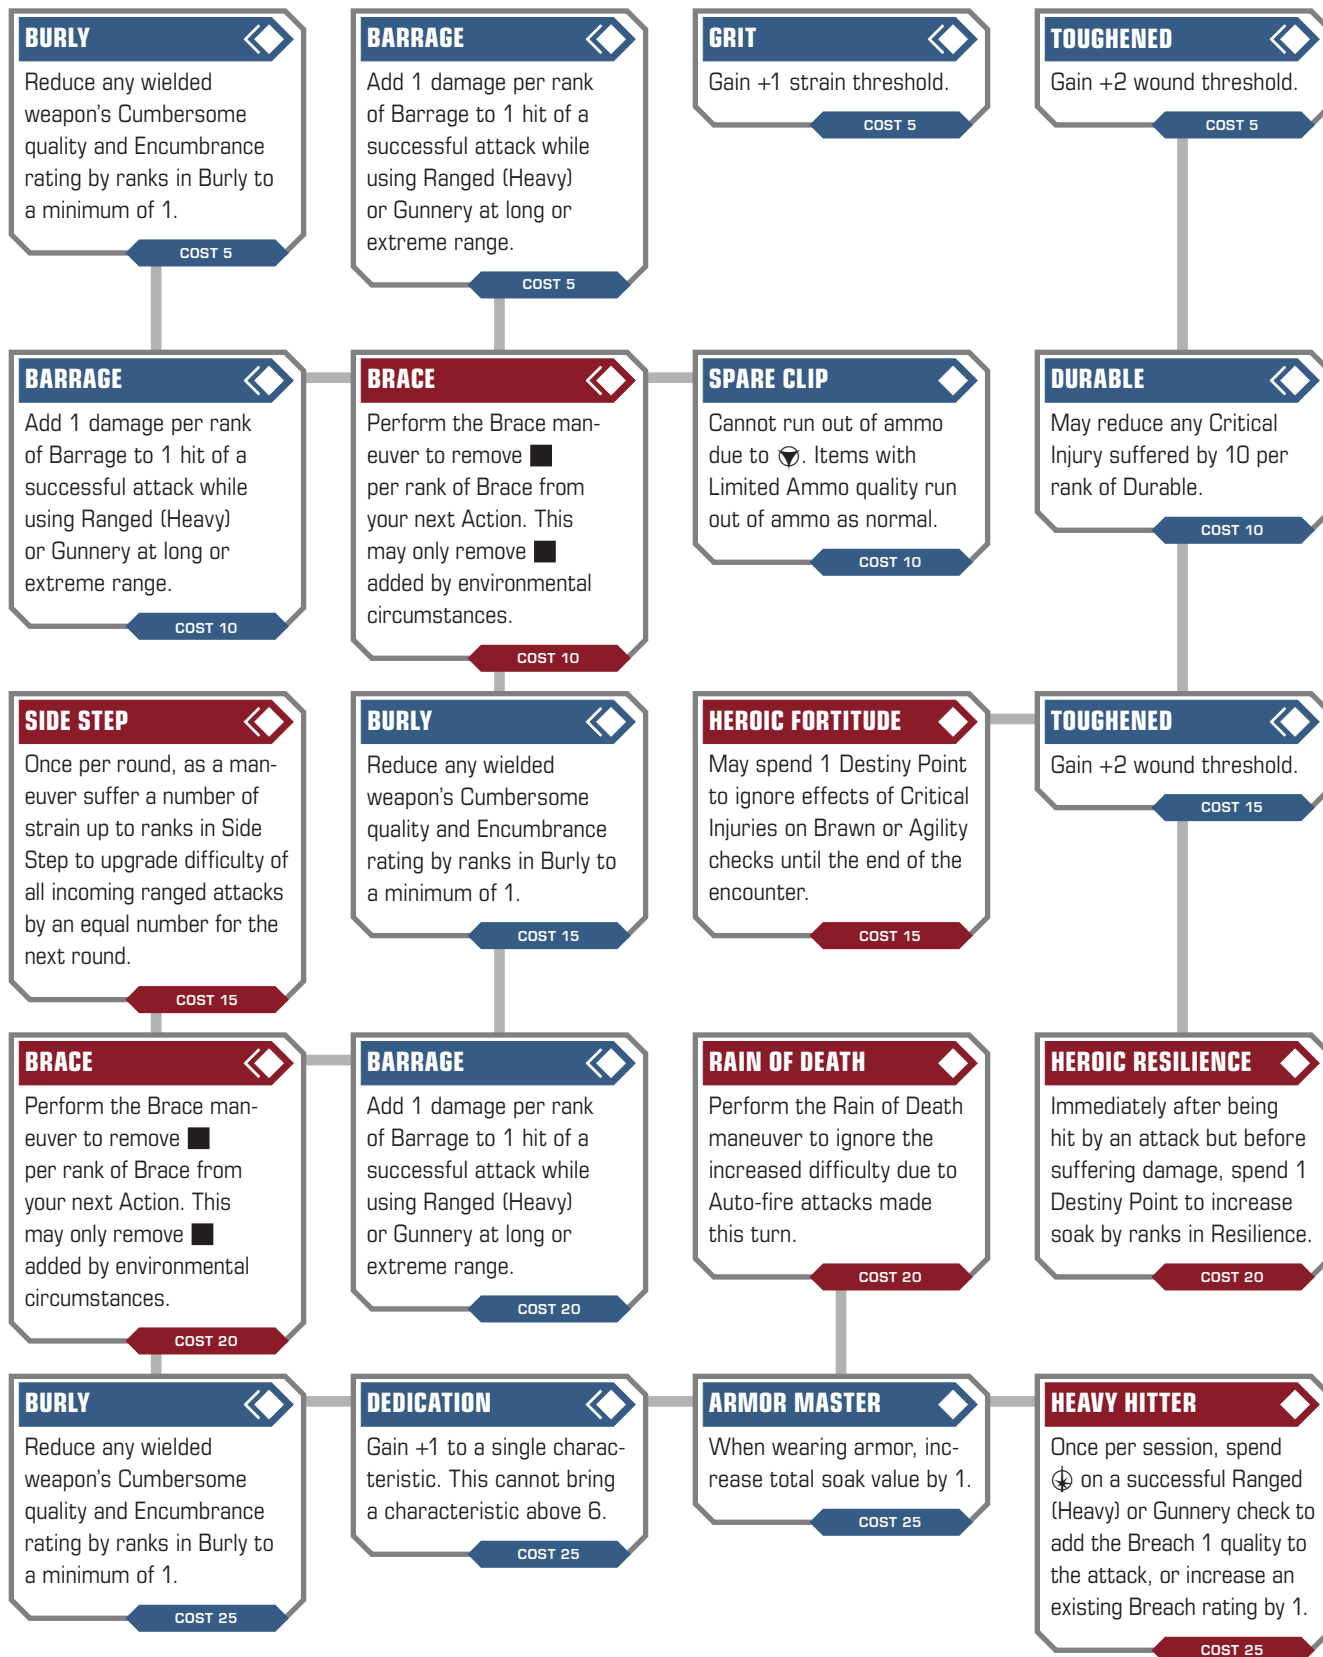 BURLY
Reduce any wielded
weapon's Cumbersome
quality and Encumbrance
rating by ranks in Burly to
a minimum of 1.
COST 5
BARRAGE
Add 1 damage per rank
of Barrage to 1 hit of a
successful attack while
using Ranged (Heavy)
or Gunnery at long or
extreme range.
COST 5
GRIT
Gain +1 strain threshold.
COST 5
TOUGHENED
Gain +2 wound threshold.
COST 5
BARRAGE
Add 1 damage per rank
of Barrage to 1 hit of a
successful attack while
using Ranged (Heavy)
or Gunnery at long or
extreme range.
COST 10
BRACE
Perform the Brace man-
euver to remove
per rank of Brace from
your next Action. This
may only remove
added by environmental
circumstances.
COST 10
SPARE CLIP
Cannot run out of ammo
due to . Items with
Limited Ammo quality run
out of ammo as normal.
COST 10
DURABLE
May reduce any Critical
Injury suffered by 10 per
rank of Durable.
COST 10
SIDE STEP
Once per round, as a man-
euver suffer a number of
strain up to ranks in Side
Step to upgrade difficulty of
all incoming ranged attacks
by an equal number for the
next round.
COST 15
BURLY
Reduce any wielded
weapon's Cumbersome
quality and Encumbrance
rating by ranks in Burly to
a minimum of 1.
COST 15
HEROIC FORTITUDE
May spend 1 Destiny Point
to ignore effects of Critical
Injuries on Brawn or Agility
checks until the end of the
encounter.
COST 15
TOUGHENED
Gain +2 wound threshold.
COST 15
BRACE
Perform the Brace man-
euver to remove
per rank of Brace from
your next Action. This
may only remove
added by environmental
circumstances.
COST 20
BARRAGE
Add 1 damage per rank
of Barrage to 1 hit of a
successful attack while
using Ranged (Heavy)
or Gunnery at long or
extreme range.
COST 20
RAIN OF DEATH
Perform the Rain of Death
maneuver to ignore the
increased difficulty due to
Auto-fire attacks made
this turn.
COST 20
HEROIC RESILIENCE
Immediately after being
hit by an attack but before
suffering damage, spend 1
Destiny Point to increase
soak by ranks in Resilience.
COST 20
BURLY
Reduce any wielded
weapon's Cumbersome
quality and Encumbrance
rating by ranks in Burly to
a minimum of 1.
COST 25
DEDICATION
Gain +1 to a single charac-
teristic. This cannot bring
a characteristic above 6.
COST 25
ARMOR MASTER
When wearing armor, inc-
rease total soak value by 1.
COST 25
HEAVY HITTER
Once per session, spend
on a successful Ranged
(Heavy) or Gunnery check to
add the Breach 1 quality to
the attack, or increase an
existing Breach rating by 1.
COST 25